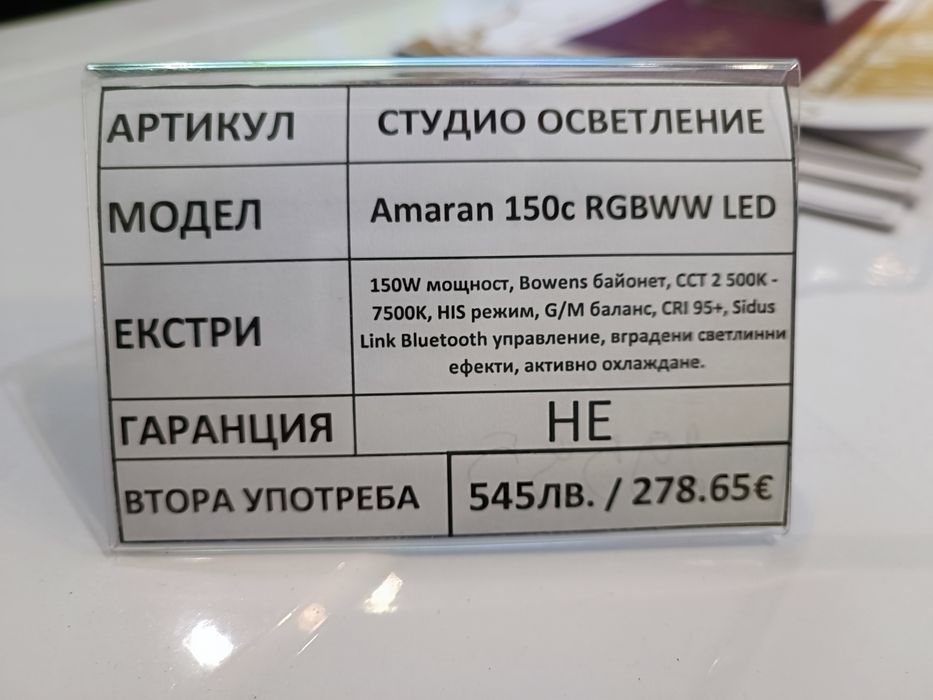 АРТИКУЛ СТУДИО ОСВЕТЛЕНИЕ
МОДЕЛ Amaran 150c RGBWW LED
ЕКСТРИ
150W мощност, Bowens байонет, CCT 2 500K -
7500K, HIS режим, G/M баланс, CRI 95+, Sidus
Link Bluetooth управление, вградени светлинни
ефекти, активно охлаждане.
ГАРАНЦИЯ НЕ
ВТОРА УПОТРЕБА 545ЛВ. / 278.65€